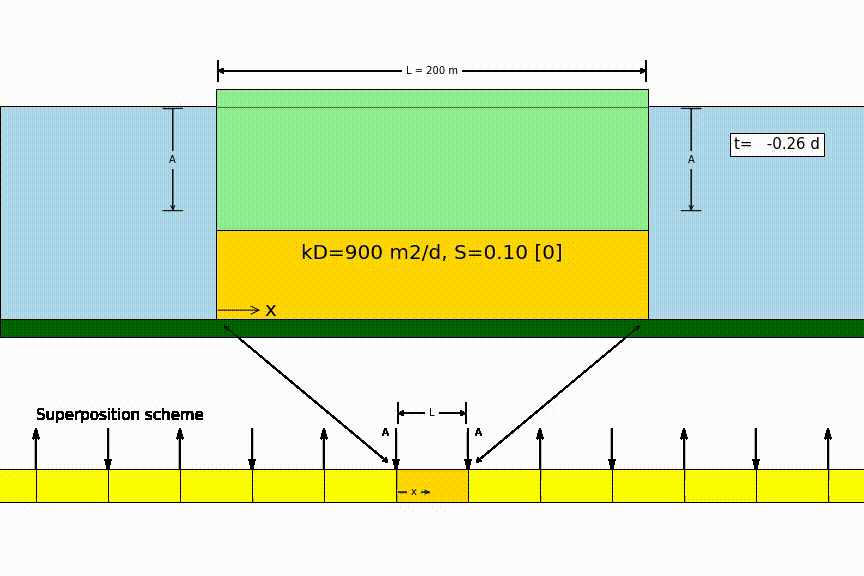 L = 200 m
A
A
t=   -0.26 d
kD=900 m2/d, S=0.10 [0]
x
Superposition scheme
L
A
A
x